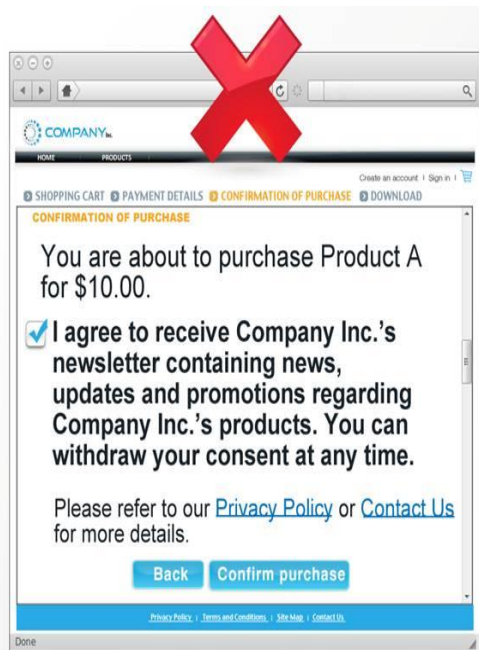 COMPANY Inc.
HOME PRODUCTS
Create an account | Sign in |
SHOPPING CART PAYMENT DETAILS CONFIRMATION OF PURCHASE DOWNLOAD
CONFIRMATION OF PURCHASE
You are about to purchase Product A
for $10.00.
I agree to receive Company Inc.’s
newsletter containing news,
updates and promotions regarding
Company Inc.’s products. You can
withdraw your consent at any time.
Please refer to our Privacy Policy or Contact Us
for more details.
Back Confirm purchase
Privacy Policy | Terms and Conditions | Site Map | Contact Us
Done